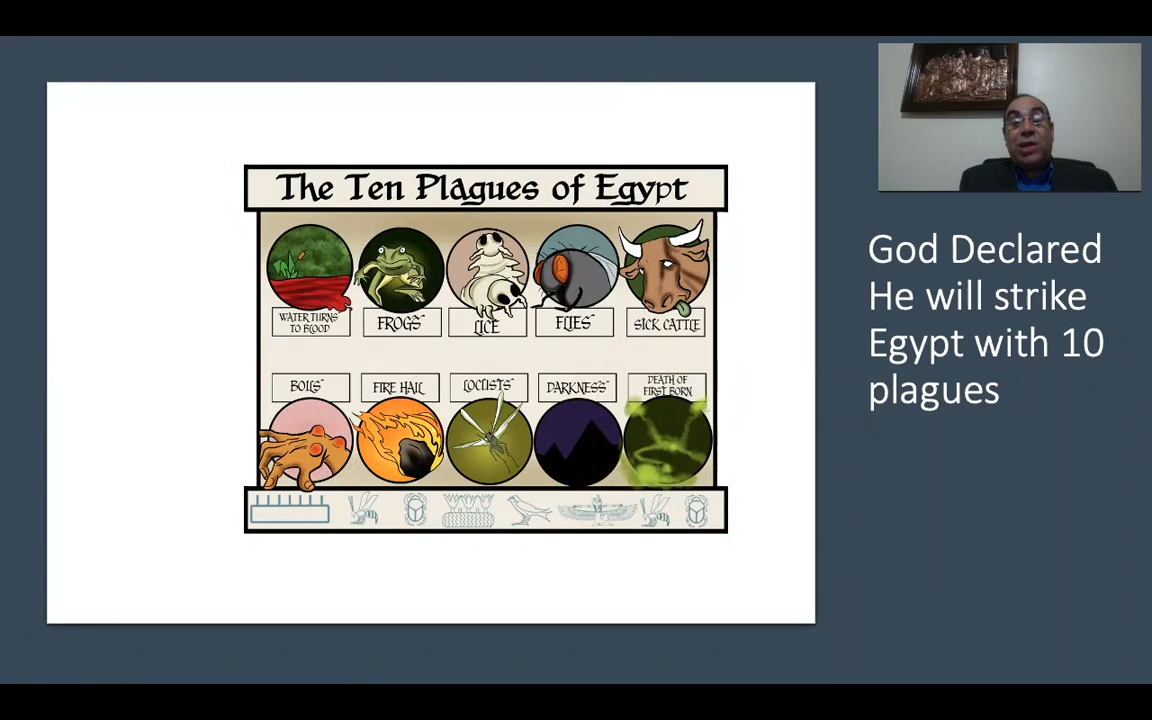 The Ten Plagues of Egypt
WATER TURNS
TO BLOOD
FROGS
LICE
FLIES
SICK CATTLE
BOILS
FIRE HAIL
LOCUSTS
DARKNESS
DEATH OF
FIRST BORN
God Declared
He will strike
Egypt with 10
plagues